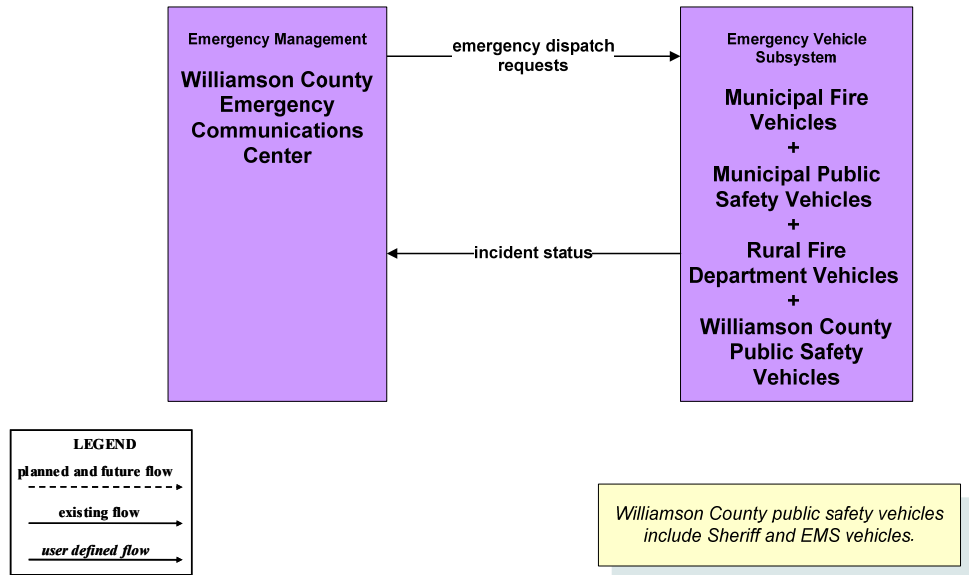 Emergency Management
Williamson County
Emergency
Communications
Center
emergency dispatch
requests
incident status
Emergency Vehicle
Subsystem
Municipal Fire
Vehicles
+
Municipal Public
Safety Vehicles
+
Rural Fire
Department Vehicles
+
Williamson County
Public Safety
Vehicles
LEGEND
planned and future flow
existing flow
user defined flow
Williamson County public safety vehicles
include Sheriff and EMS vehicles.